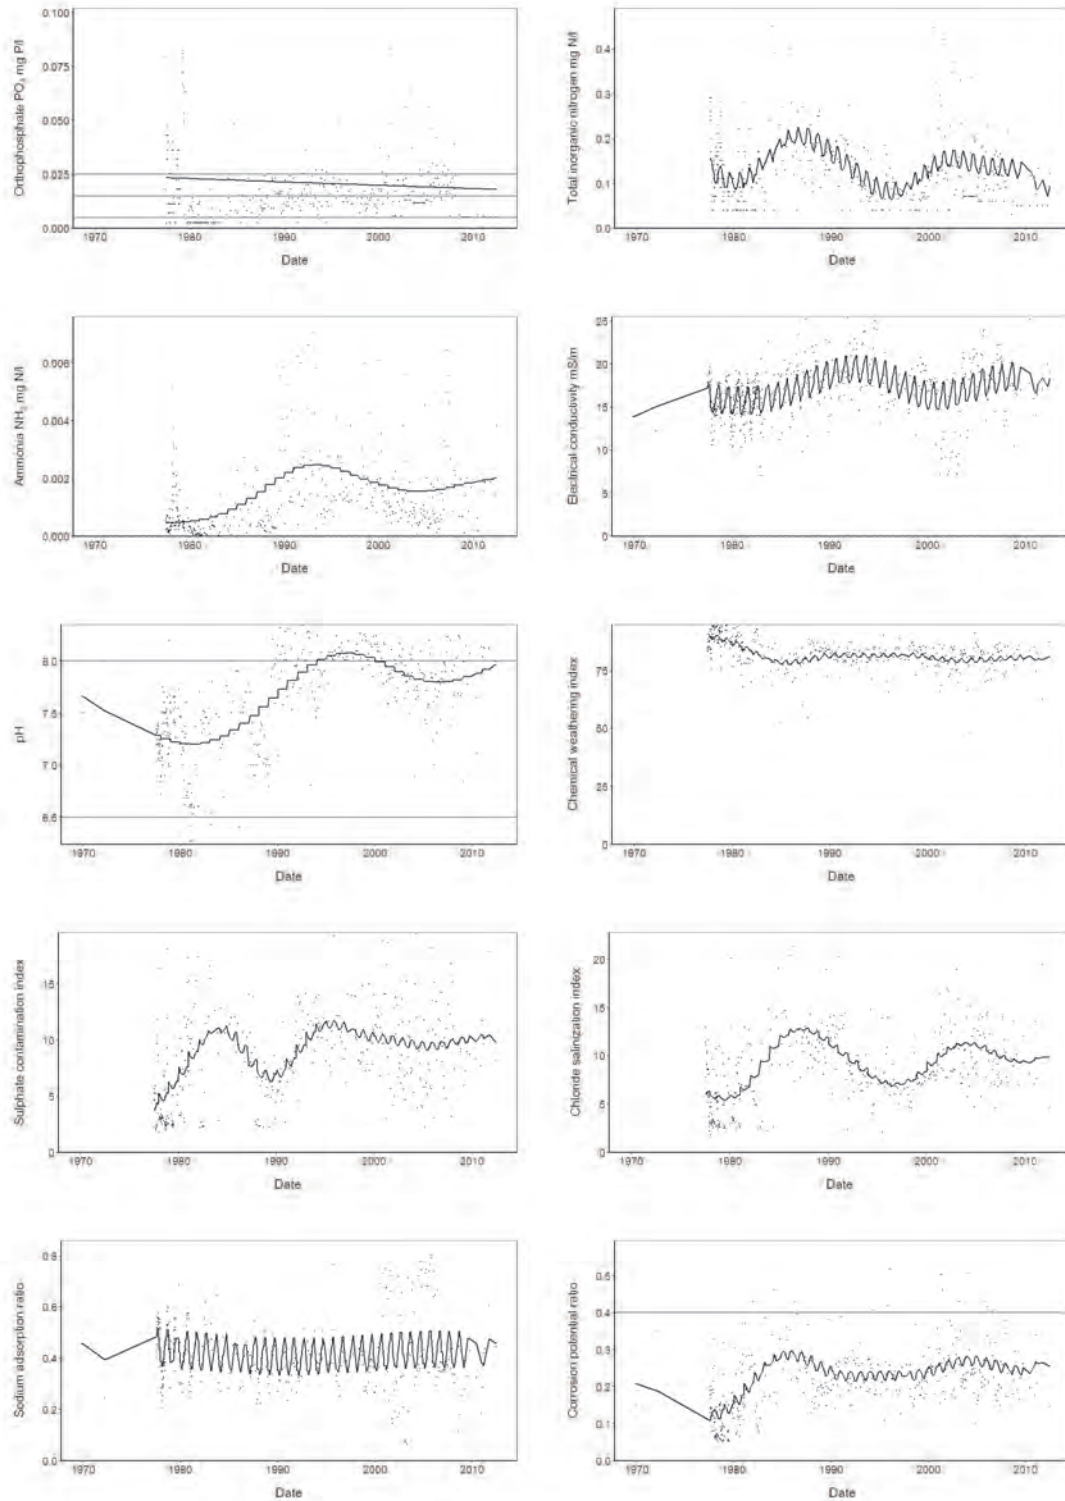 Orthophosphate PO4 mg P/l
0.100
0.075
0.050
0.025
0.000
1970 1980 1990 2000 2010
Date
Total inorganic nitrogen mg N/l
0.4
0.3
0.2
0.1
0.0
1970 1980 1990 2000 2010
Date
Ammonia NH3 mg N/l
0.006
0.004
0.002
0.000
1970 1980 1990 2000 2010
Date
Electrical conductivity mS/m
25
20
15
10
5
0
1970 1980 1990 2000 2010
Date
pH
8.0
7.5
7.0
6.5
1970 1980 1990 2000 2010
Date
Chemical weathering index
75
50
25
0
1970 1980 1990 2000 2010
Date
Sulphate contamination index
15
10
5
0
1970 1980 1990 2000 2010
Date
Chloride salinization index
20
15
10
5
0
1970 1980 1990 2000 2010
Date
Sodium adsorption ratio
0.8
0.6
0.4
0.2
0.0
1970 1980 1990 2000 2010
Date
Corrosion potential ratio
0.5
0.4
0.3
0.2
0.1
0.0
1970 1980 1990 2000 2010
Date